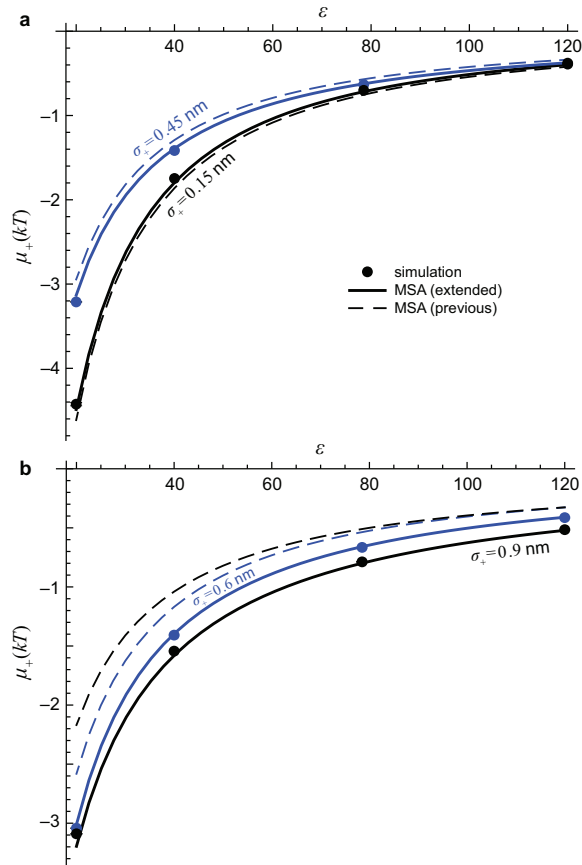 a
ε
40 80 100 120
−1
−2
−3
−4
μ+(kT)
σ+=0.45 nm
σ+=0.15 nm
simulation
MSA (extended)
MSA (previous)
b
ε
40 60 80 100 120
−1
−2
−3
μ+(kT)
σ+=0.6 nm
σ+=0.9 nm